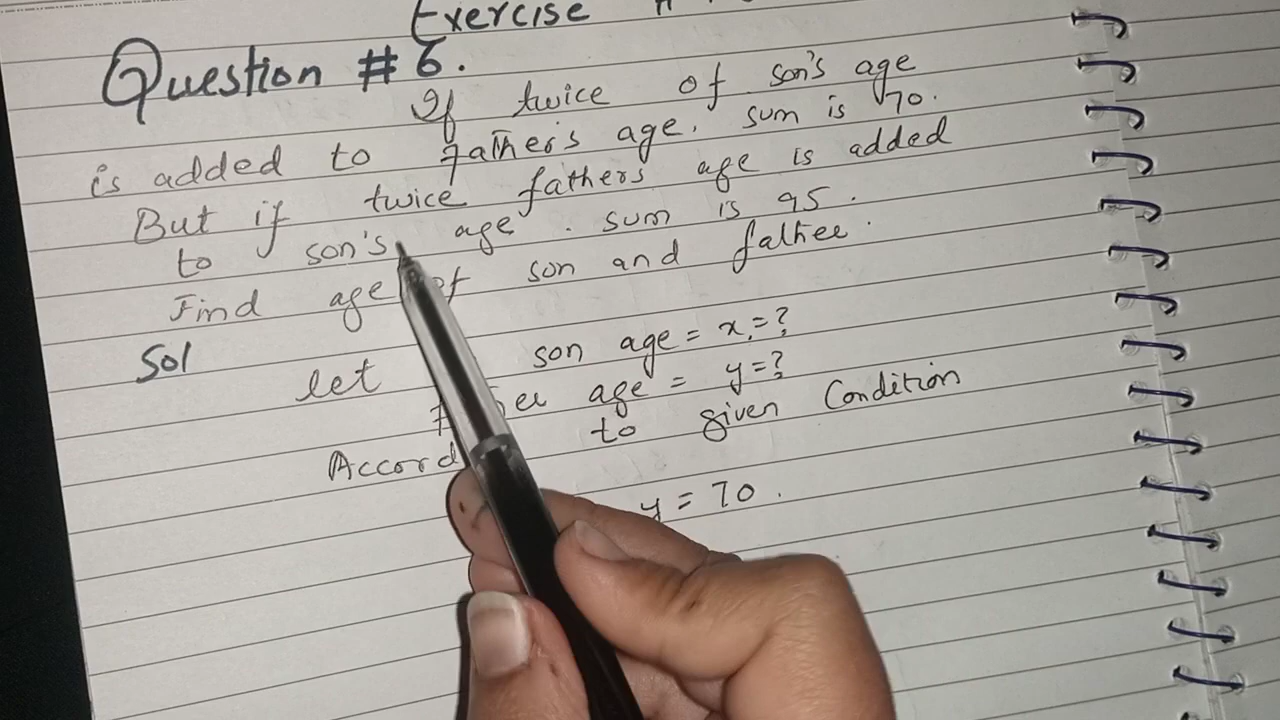 Exercise
Question # 6.
If twice of son's age
is added to father's age. sum is 70.
But if twice fathers age is added
to son's age. sum is 95.
Find age of son and father.
Sol
let son age = x = ?
age = y = ?
to given Condition
y = 70.